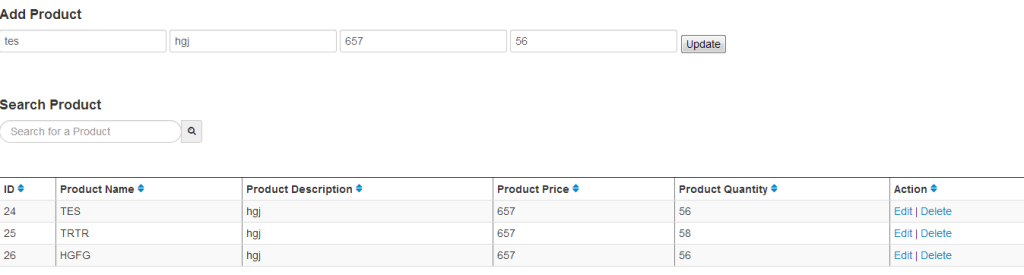 Add Product
tes hgj 657 56 Update
Search Product
Search for a Product
ID Product Name Product Description Product Price Product Quantity Action
24 TES hgj 657 56 Edit | Delete
25 TRTR hgj 657 58 Edit | Delete
26 HGFG hgj 657 56 Edit | Delete